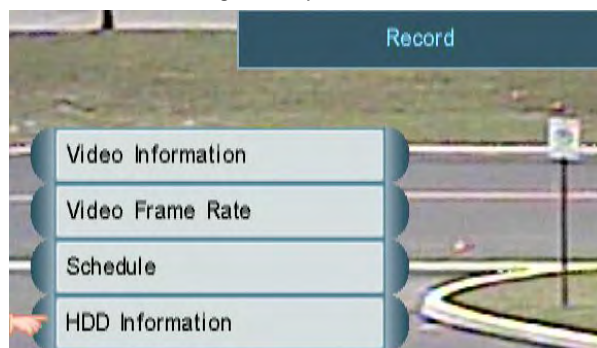 Record
Video Information
Video Frame Rate
Schedule
HDD Information